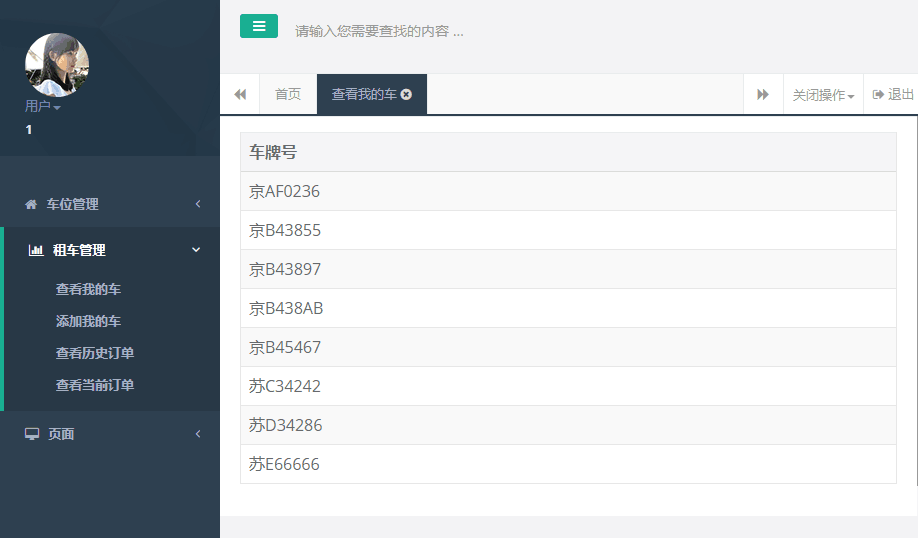 请输入您需要查找的内容 …
用户
1
首页
查看我的车
关闭操作
退出
车位管理
租车管理
查看我的车
添加我的车
查看历史订单
查看当前订单
页面
车牌号
京AF0236
京B43855
京B43897
京B438AB
京B45467
苏C34242
苏D34286
苏E66666